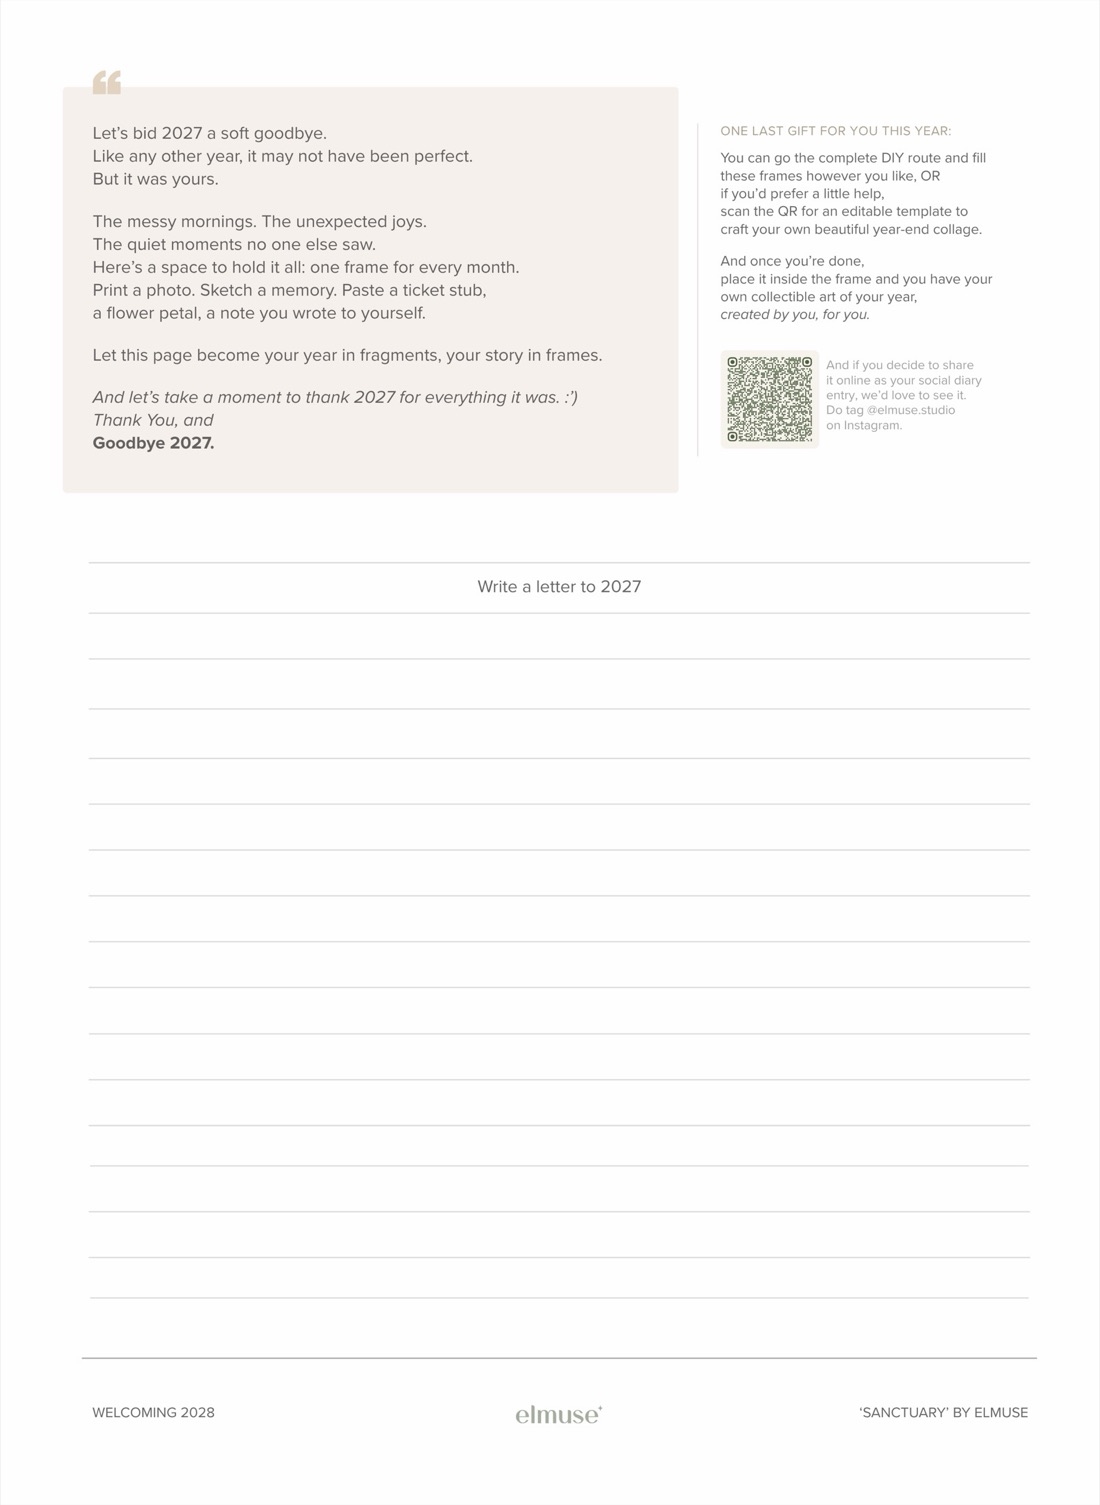 Let’s bid 2027 a soft goodbye.
Like any other year, it may not have been perfect.
But it was yours.
The messy mornings. The unexpected joys.
The quiet moments no one else saw.
Here’s a space to hold it all: one frame for every month.
Print a photo. Sketch a memory. Paste a ticket stub,
a flower petal, a note you wrote to yourself.
Let this page become your year in fragments, your story in frames.
And let’s take a moment to thank 2027 for everything it was. :’)
Thank You, and
Goodbye 2027.
ONE LAST GIFT FOR YOU THIS YEAR:
You can go the complete DIY route and fill
these frames however you like, OR
if you’d prefer a little help,
scan the QR for an editable template to
craft your own beautiful year-end collage.
And once you’re done,
place it inside the frame and you have your
own collectible art of your year,
created by you, for you.
And if you decide to share
it online as your social diary
entry, we’d love to see it.
Do tag @elmuse.studio
on Instagram.
Write a letter to 2027
WELCOMING 2028
elmuse
‘SANCTUARY’ BY ELMUSE